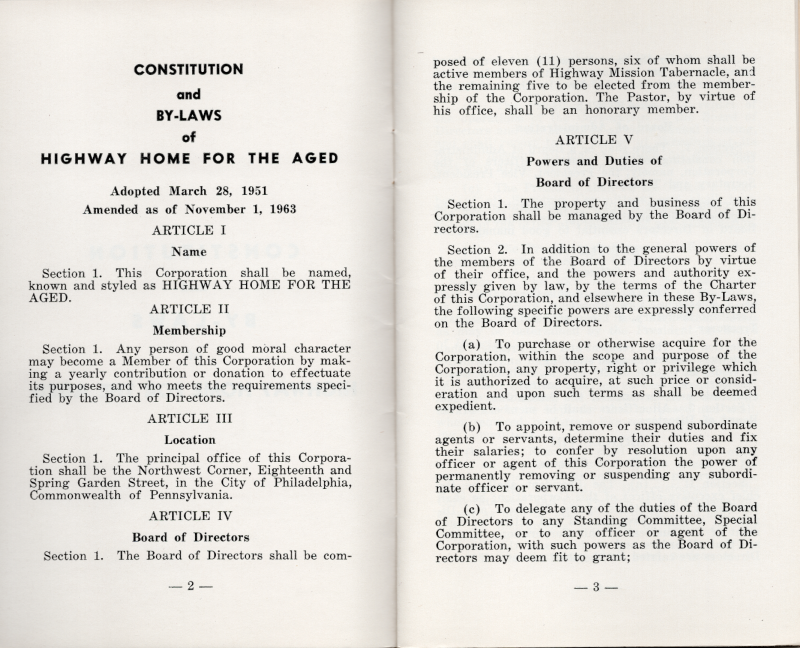 CONSTITUTION
and
BY-LAWS
of
HIGHWAY HOME FOR THE AGED
Adopted March 28, 1951
Amended as of November 1, 1963
ARTICLE I
Name
Section 1. This Corporation shall be named,
known and styled as HIGHWAY HOME FOR THE
AGED.
ARTICLE II
Membership
Section 1. Any person of good moral character
may become a Member of this Corporation by mak-
ing a yearly contribution or donation to effectuate
its purposes, and who meets the requirements speci-
fied by the Board of Directors.
ARTICLE III
Location
Section 1. The principal office of this Corpora-
tion shall be the Northwest Corner, Eighteenth and
Spring Garden Street, in the City of Philadelphia,
Commonwealth of Pennsylvania.
ARTICLE IV
Board of Directors
Section 1. The Board of Directors shall be com-
— 2 —
posed of eleven (11) persons, six of whom shall be
active members of Highway Mission Tabernacle, and
the remaining five to be elected from the member-
ship of the Corporation. The Pastor, by virtue of
his office, shall be an honorary member.
ARTICLE V
Powers and Duties of
Board of Directors
Section 1. The property and business of this
Corporation shall be managed by the Board of Di-
rectors.
Section 2. In addition to the general powers of
the members of the Board of Directors by virtue
of their office, and the powers and authority ex-
pressly given by law, by the terms of the Charter
of this Corporation, and elsewhere in these By-Laws,
the following specific powers are expressly conferred
on the Board of Directors.
(a) To purchase or otherwise acquire for the
Corporation, within the scope and purpose of the
Corporation, any property, right or privilege which
it is authorized to acquire, at such price or consid-
eration and upon such terms as shall be deemed
expedient.
(b) To appoint, remove or suspend subordinate
agents or servants, determine their duties and fix
their salaries; to confer by resolution upon any
officer or agent of this Corporation the power of
permanently removing or suspending any subordi-
nate officer or servant.
(c) To delegate any of the duties of the Board
of Directors to any Standing Committee, Special
Committee, or to any officer or agent of the
Corporation, with such powers as the Board of Di-
rectors may deem fit to grant;
— 3 —